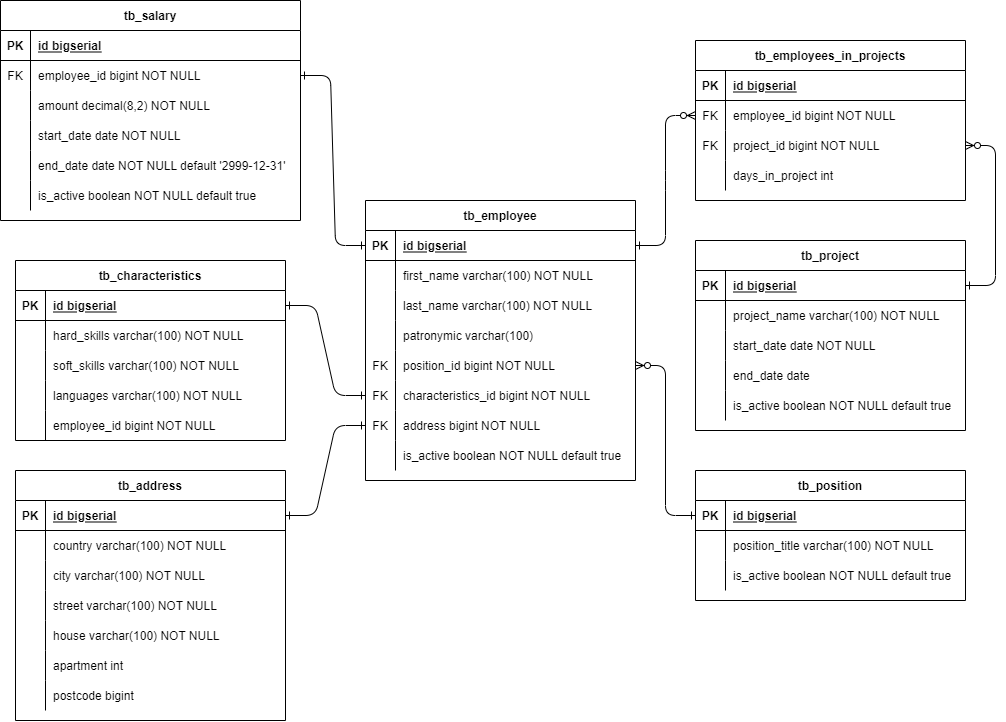 tb_salary
PK id bigserial
FK employee_id bigint NOT NULL
amount decimal(8,2) NOT NULL
start_date date NOT NULL
end_date date NOT NULL default '2999-12-31'
is_active boolean NOT NULL default true
tb_characteristics
PK id bigserial
hard_skills varchar(100) NOT NULL
soft_skills varchar(100) NOT NULL
languages varchar(100) NOT NULL
employee_id bigint NOT NULL
tb_address
PK id bigserial
country varchar(100) NOT NULL
city varchar(100) NOT NULL
street varchar(100) NOT NULL
house varchar(100) NOT NULL
apartment int
postcode bigint
tb_employee
PK id bigserial
first_name varchar(100) NOT NULL
last_name varchar(100) NOT NULL
patronymic varchar(100)
FK position_id bigint NOT NULL
FK characteristics_id bigint NOT NULL
FK address bigint NOT NULL
is_active boolean NOT NULL default true
tb_employees_in_projects
PK id bigserial
FK employee_id bigint NOT NULL
FK project_id bigint NOT NULL
days_in_project int
tb_project
PK id bigserial
project_name varchar(100) NOT NULL
start_date date NOT NULL
end_date date
is_active boolean NOT NULL default true
tb_position
PK id bigserial
position_title varchar(100) NOT NULL
is_active boolean NOT NULL default true